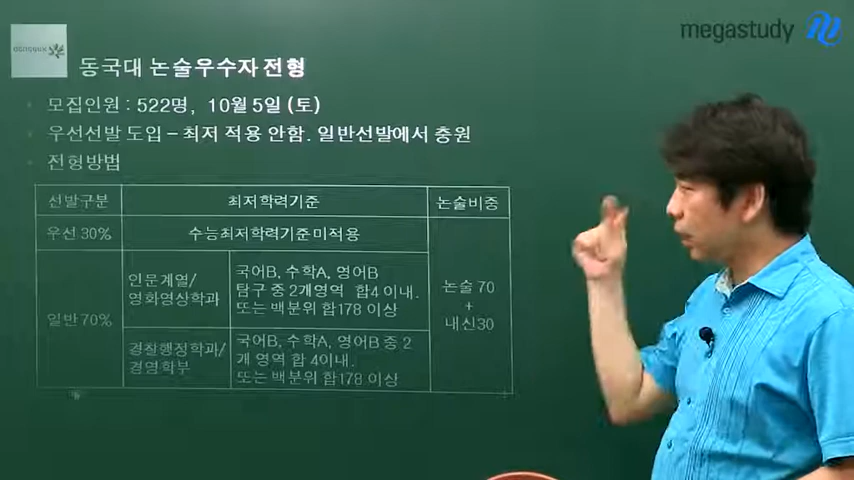 megastudy
동국대 논술우수자전형
모집인원 : 522명, 10월 5일 (토)
우선선발 도입 – 최저 적용 안함. 일반선발에서 충원
전형방법
선발구분 최저학력기준 논술비중
우선 30% 수능최저학력기준미적용
일반 70%
인문계열/
영화영상학과
국어B, 수학A, 영어B
탐구 중 2개영역 합4 이내.
또는 백분위 합178 이상
경찰행정학과/
경영학부
국어B, 수학A, 영어B 중 2
개 영역 합4이내.
또는 백분위 합178 이상
논술 70
+
내신30